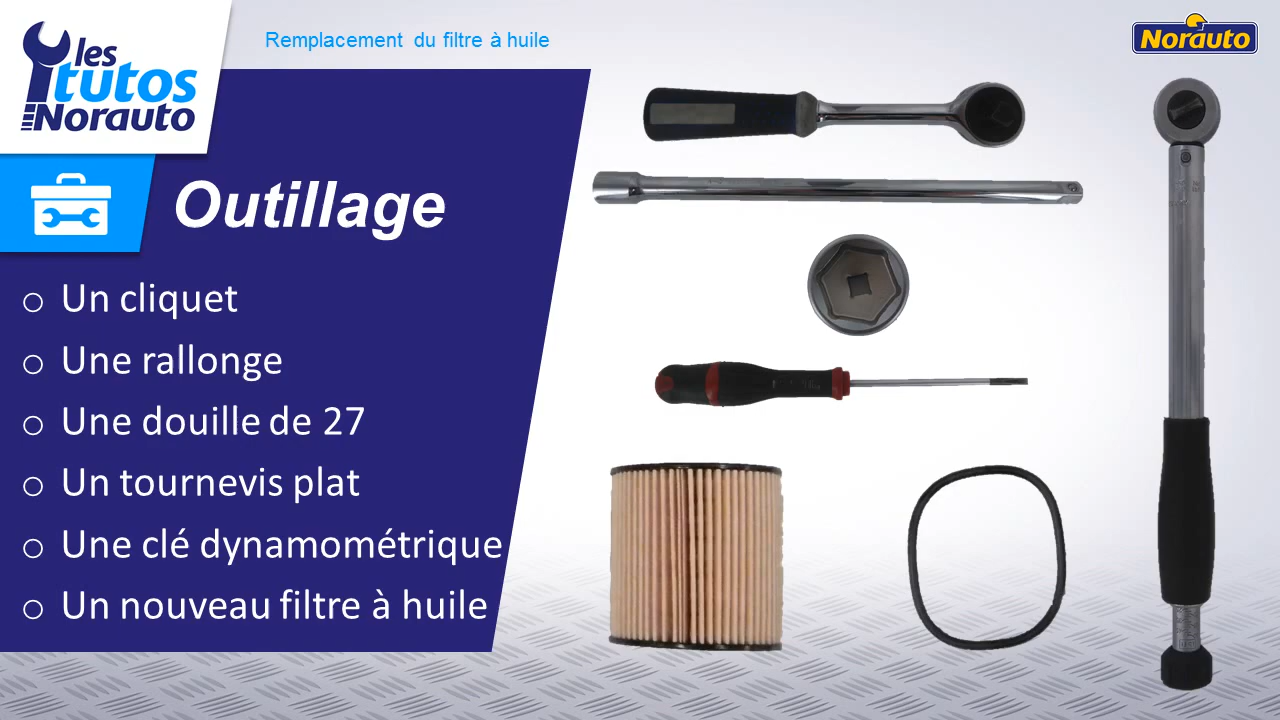 les
tutos
Norauto
Remplacement du filtre à huile
Norauto
Outillage
o Un cliquet
o Une rallonge
o Une douille de 27
o Un tournevis plat
o Une clé dynamométrique
o Un nouveau filtre à huile